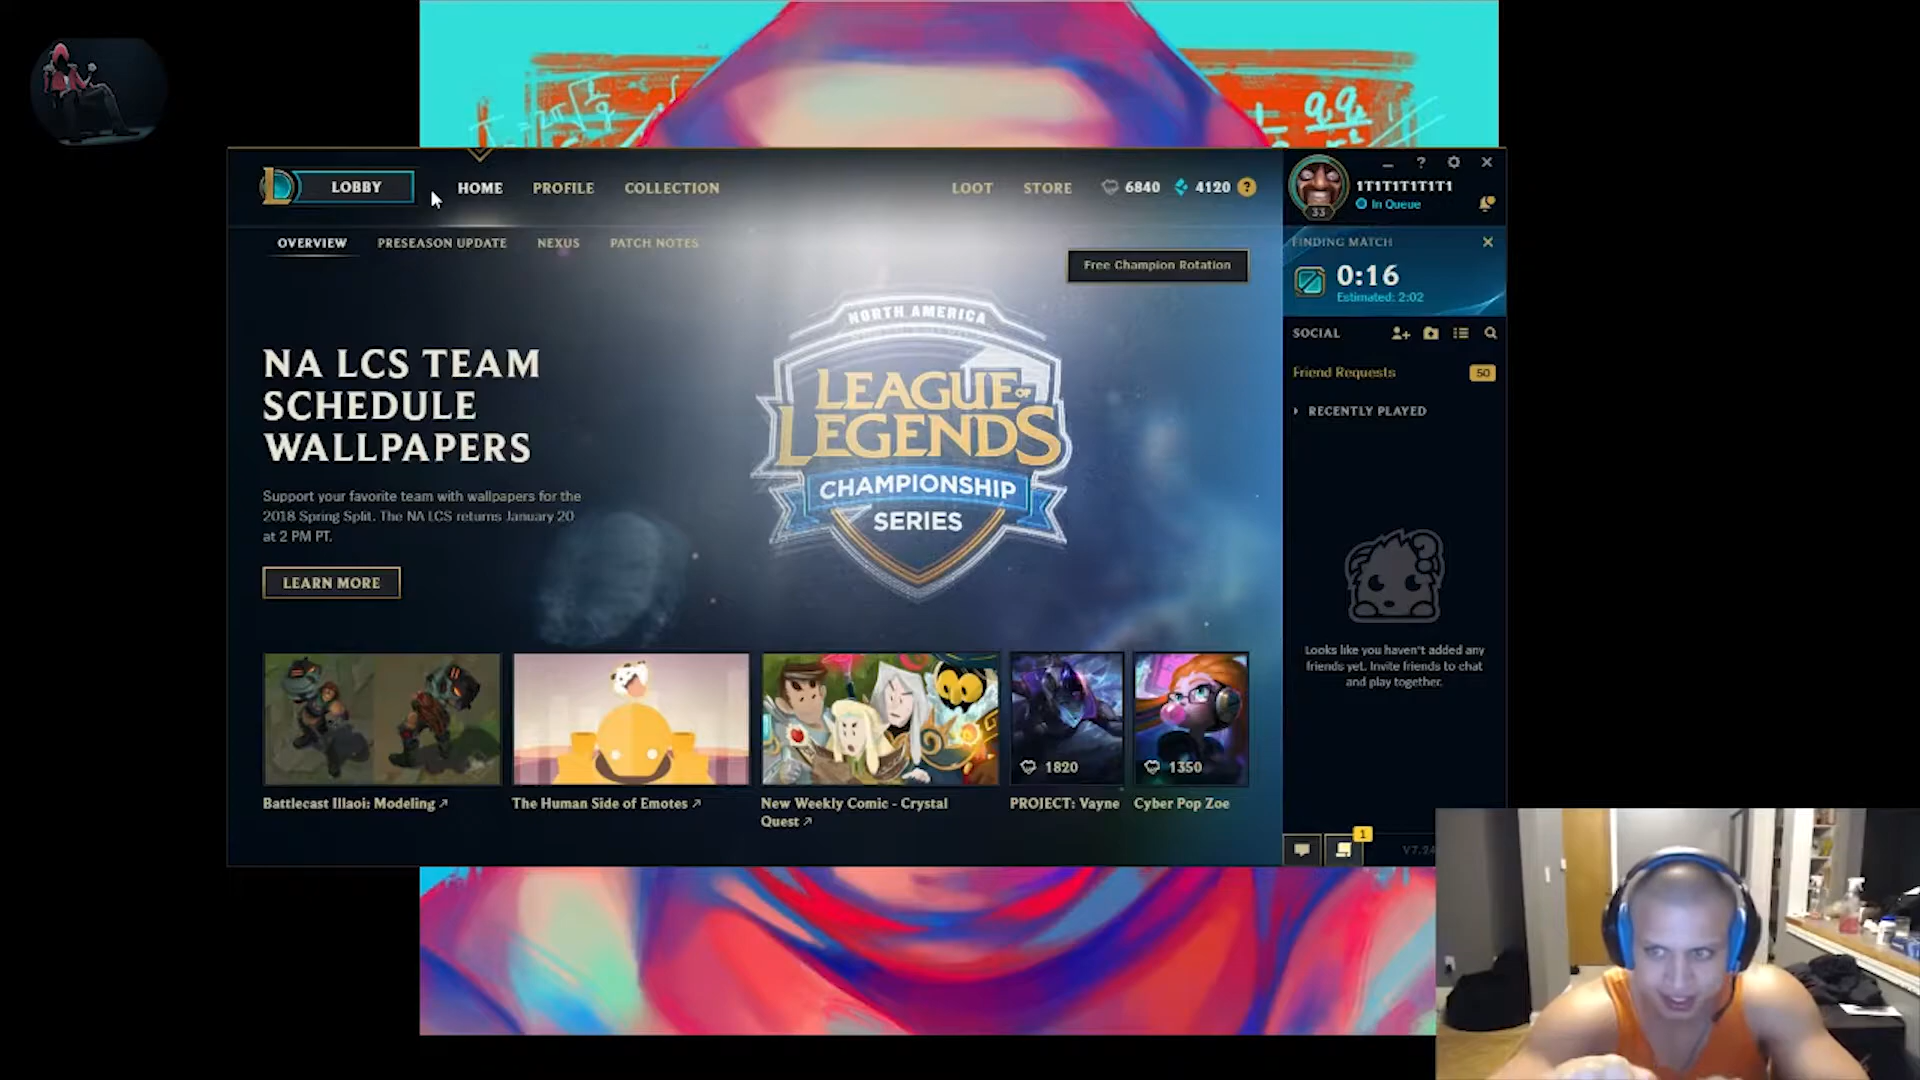 LOBBY
HOME
PROFILE
COLLECTION
LOOT
STORE
6840
4120
?
?
1T1T1T1T1T1
In Queue
33
OVERVIEW
PRESEASON UPDATE
NEXUS
PATCH NOTES
Free Champion Rotation
FINDING MATCH
0:16
Estimated: 2:02
SOCIAL
Friend Requests
50
RECENTLY PLAYED
NORTH AMERICA
LEAGUE OF
LEGENDS
CHAMPIONSHIP
SERIES
NA LCS TEAM
SCHEDULE
WALLPAPERS
Support your favorite team with wallpapers for the
2018 Spring Split. The NA LCS returns January 20
at 2 PM PT.
LEARN MORE
Looks like you haven't added any
friends yet. Invite friends to chat
and play together.
1820
1350
Battlecast Illaoi: Modeling
The Human Side of Emotes
New Weekly Comic - Crystal
Quest
PROJECT: Vayne
Cyber Pop Zoe
1
V7.24